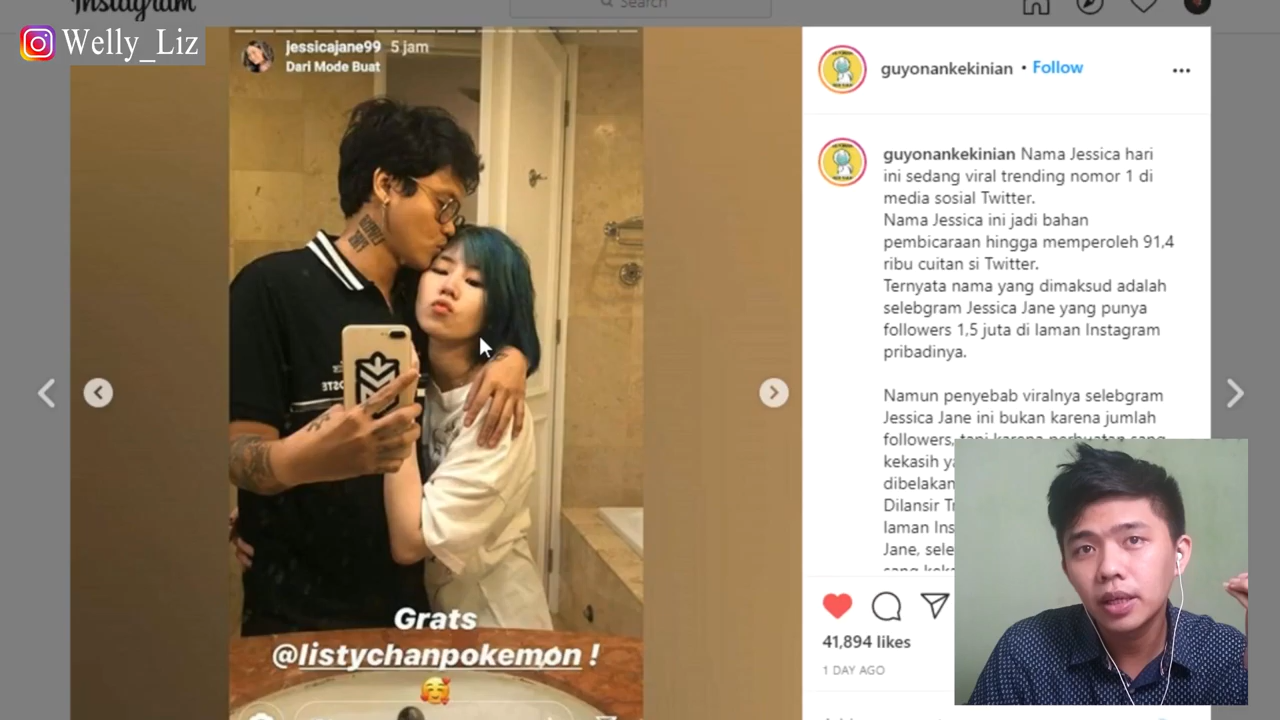 Instagram
Search
Welly_Liz
jessicajane99 5 jam
Dari Mode Buat
Grats
@listychanpokemon !
guyonankekinian • Follow
guyonankekinian Nama Jessica hari
ini sedang viral trending nomor 1 di
media sosial Twitter.
Nama Jessica ini jadi bahan
pembicaraan hingga memperoleh 91,4
ribu cuitan si Twitter.
Ternyata nama yang dimaksud adalah
selebgram Jessica Jane yang punya
followers 1,5 juta di laman Instagram
pribadinya.
Namun penyebab viralnya selebgram
Jessica Jane ini bukan karena jumlah
followers, tapi karena perbuatan sang
kekasih
Dilansir
laman
Jane,
41,894 likes
1 DAY AGO